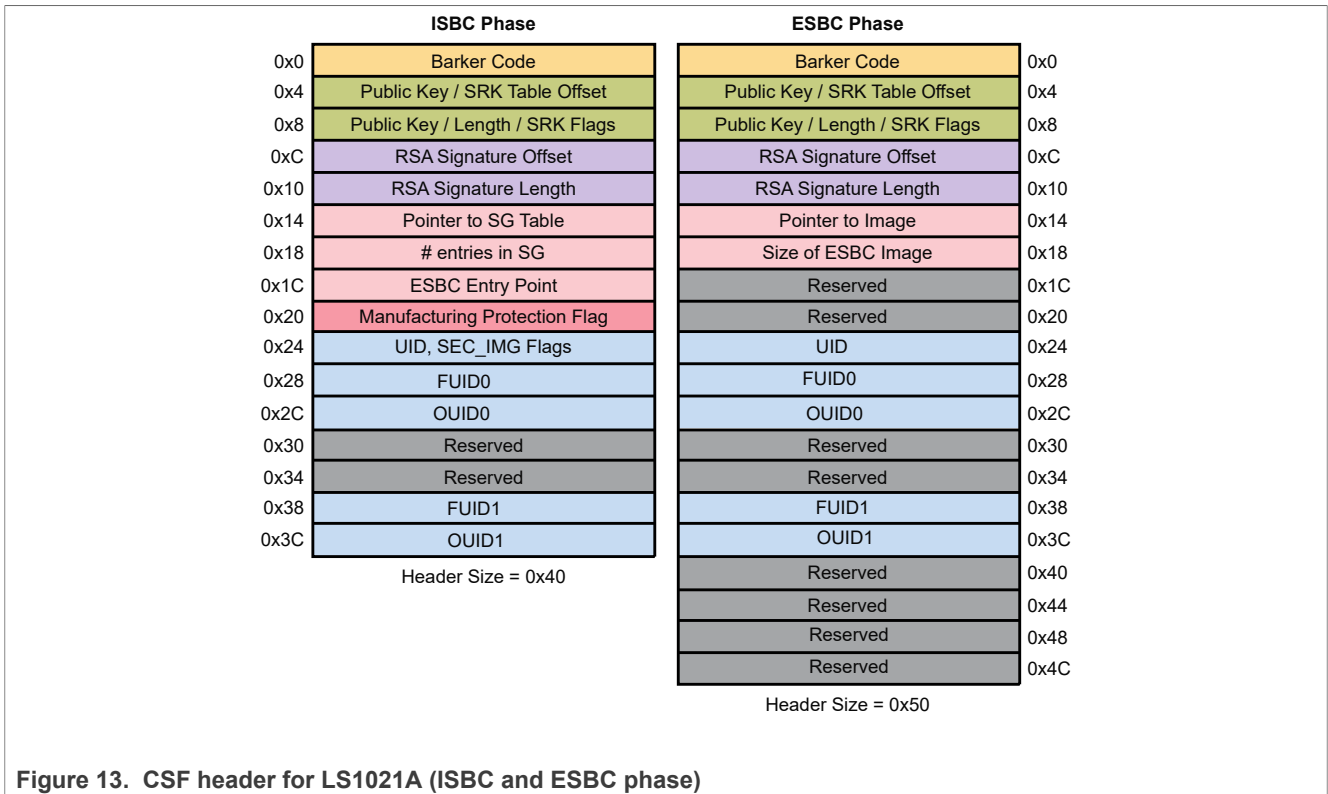 ISBC Phase ESBC Phase
0x0 Barker Code Barker Code 0x0
0x4 Public Key / SRK Table Offset Public Key / SRK Table Offset 0x4
0x8 Public Key / Length / SRK Flags Public Key / Length / SRK Flags 0x8
0xC RSA Signature Offset RSA Signature Offset 0xC
0x10 RSA Signature Length RSA Signature Length 0x10
0x14 Pointer to SG Table Pointer to Image 0x14
0x18 # entries in SG Size of ESBC Image 0x18
0x1C ESBC Entry Point Reserved 0x1C
0x20 Manufacturing Protection Flag Reserved 0x20
0x24 UID, SEC_IMG Flags UID 0x24
0x28 FUID0 FUID0 0x28
0x2C OUID0 OUID0 0x2C
0x30 Reserved Reserved 0x30
0x34 Reserved Reserved 0x34
0x38 FUID1 FUID1 0x38
0x3C OUID1 OUID1 0x3C
Header Size = 0x40 Reserved 0x40
Reserved 0x44
Reserved 0x48
Reserved 0x4C
Header Size = 0x50
Figure 13. CSF header for LS1021A (ISBC and ESBC phase)